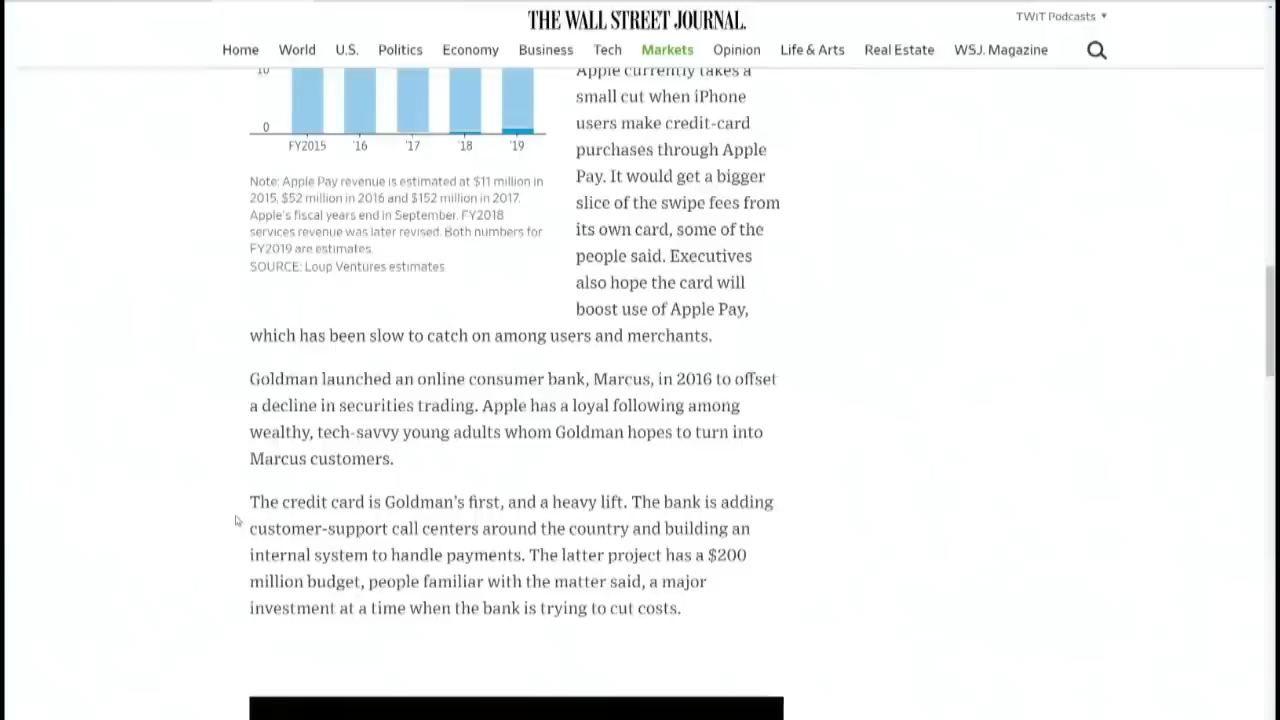 THE WALL STREET JOURNAL.
TWiT Podcasts
Home World U.S. Politics Economy Business Tech Markets Opinion Life & Arts Real Estate WSJ. Magazine
10
0
FY2015 '16 '17 '18 '19
Note: Apple Pay revenue is estimated at $11 million in
2015, $52 million in 2016 and $152 million in 2017.
Apple's fiscal years end in September. FY2018
services revenue was later revised. Both numbers for
FY2019 are estimates.
SOURCE: Loup Ventures estimates
Apple currently takes a
small cut when iPhone
users make credit-card
purchases through Apple
Pay. It would get a bigger
slice of the swipe fees from
its own card, some of the
people said. Executives
also hope the card will
boost use of Apple Pay,
which has been slow to catch on among users and merchants.
Goldman launched an online consumer bank, Marcus, in 2016 to offset
a decline in securities trading. Apple has a loyal following among
wealthy, tech-savvy young adults whom Goldman hopes to turn into
Marcus customers.
The credit card is Goldman's first, and a heavy lift. The bank is adding
customer-support call centers around the country and building an
internal system to handle payments. The latter project has a $200
million budget, people familiar with the matter said, a major
investment at a time when the bank is trying to cut costs.